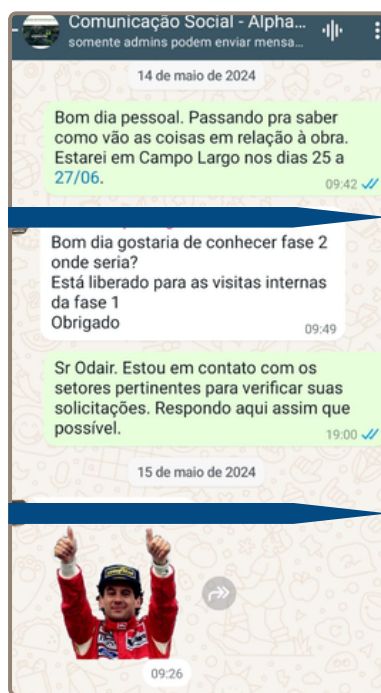 Comunicação Social - Alpha...
somente admins podem enviar mensa...
14 de maio de 2024
Bom dia pessoal. Passando pra saber
como vão as coisas em relação à obra.
Estarei em Campo Largo nos dias 25 a
27/06.
09:42
Bom dia gostaria de conhecer fase 2
onde seria?
Está liberado para as visitas internas
da fase 1
Obrigado
09:49
Sr Odair. Estou em contato com os
setores pertinentes para verificar suas
solicitações. Respondo aqui assim que
possível.
19:00
15 de maio de 2024
09:26